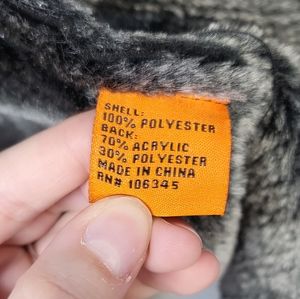 SHELL:
100% POLYESTER
BACK:
70% ACRYLIC
30% POLYESTER
MADE IN CHINA
RN# 106345